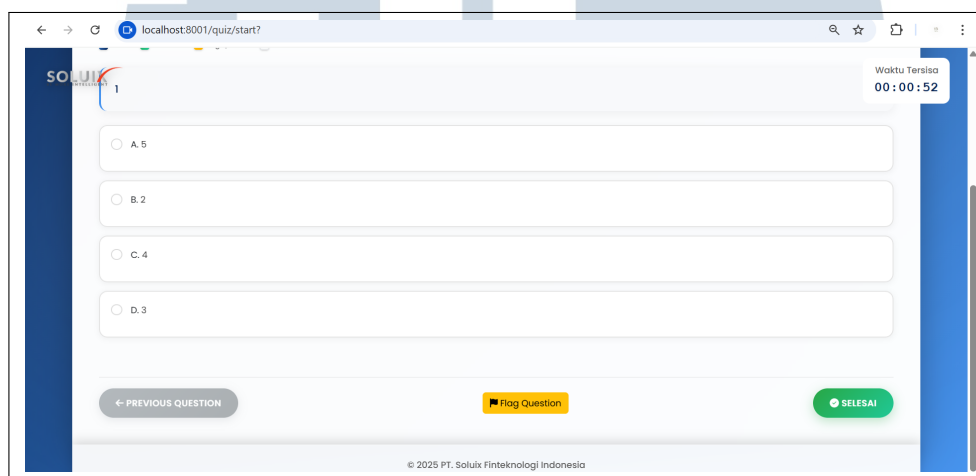 localhost:8001/quiz/start?
SOLUIX
Waktu Tersisa
00:00:52
1
A. 5
B. 2
C. 4
D. 3
← PREVIOUS QUESTION
Flag Question
SELESAI
© 2025 PT. Soluix Finteknologi Indonesia